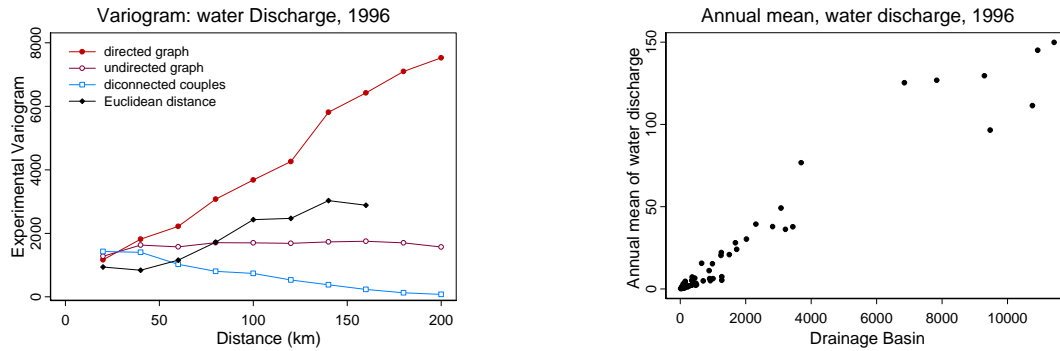 Variogram: water Discharge, 1996
Experimental Variogram
8000
6000
4000
2000
0
directed graph
undirected graph
diconnected couples
Euclidean distance
0 50 100 150 200
Distance (km)
Annual mean, water discharge, 1996
Annual mean of water discharge
150
100
50
0
0 2000 4000 6000 8000 10000
Drainage Basin